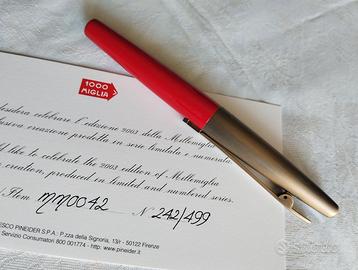 1000
MIGLIA
desidera celebrare l'edizione 2003 della Millemiglia
creazione prodotta in serie limitata e numerata.
like to celebrate the 2003 edition of Millemiglia
creation, produced in limited and numbered series.
Item MM0042 N 242/499
ESCO PINEIDER S.P.A.: P.zza della Signoria, 13/r - 50122 Firenze
Servizio Consumatori 800 001774 - http: www.pineider.it